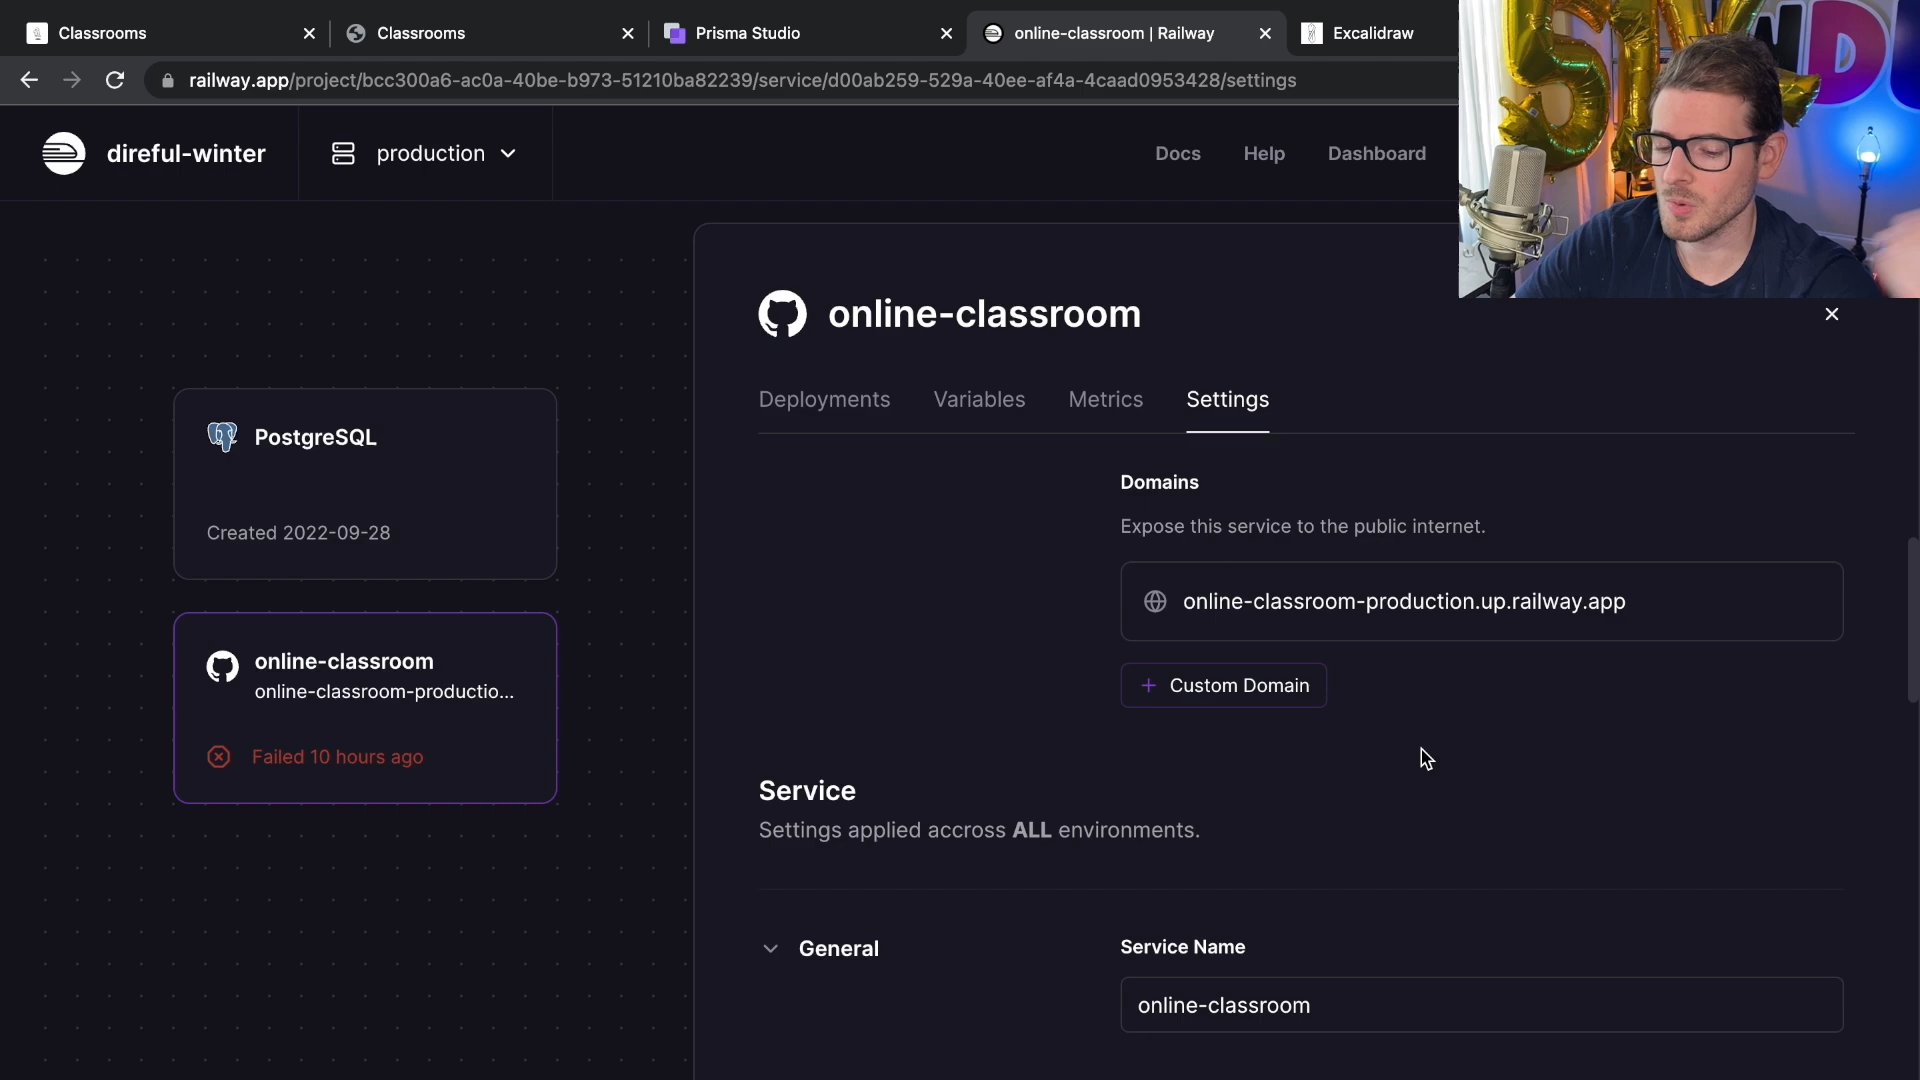 Classrooms
Classrooms
Prisma Studio
online-classroom | Railway
Excalidraw
railway.app/project/bcc300a6-ac0a-40be-b973-51210ba82239/service/d00ab259-529a-40ee-af4a-4caad0953428/settings
direful-winter
production
Docs
Help
Dashboard
PostgreSQL
Created 2022-09-28
online-classroom
online-classroom-productio...
Failed 10 hours ago
online-classroom
Deployments
Variables
Metrics
Settings
Domains
Expose this service to the public internet.
online-classroom-production.up.railway.app
+ Custom Domain
Service
Settings applied accross ALL environments.
General
Service Name
online-classroom